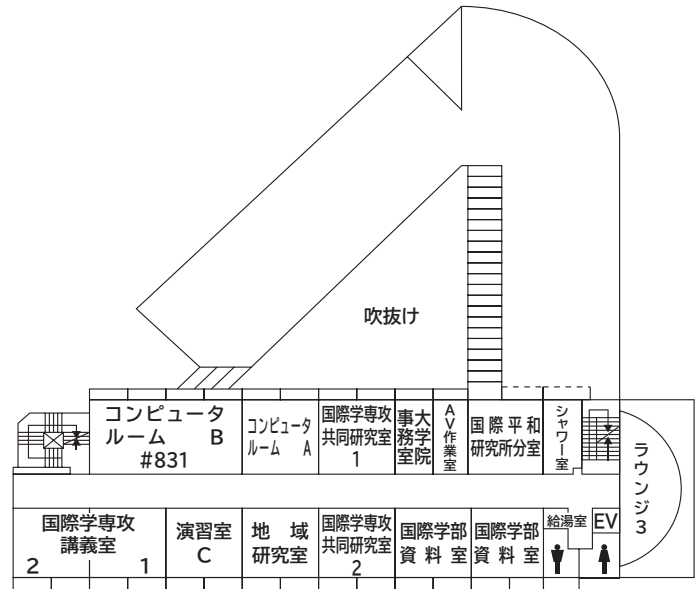 吹抜け
コンピュータ
ルーム B
#831
コンピュータ
ルーム A
国際学専攻
共同研究室
1
大学院
事務室
AV作業室
国際平和
研究所分室
シャワー室
ラウンジ3
国際学専攻
講義室
2 1
演習室
C
地域
研究室
国際学専攻
共同研究室
2
国際学部
資料室
国際学部
資料室
給湯室
EV